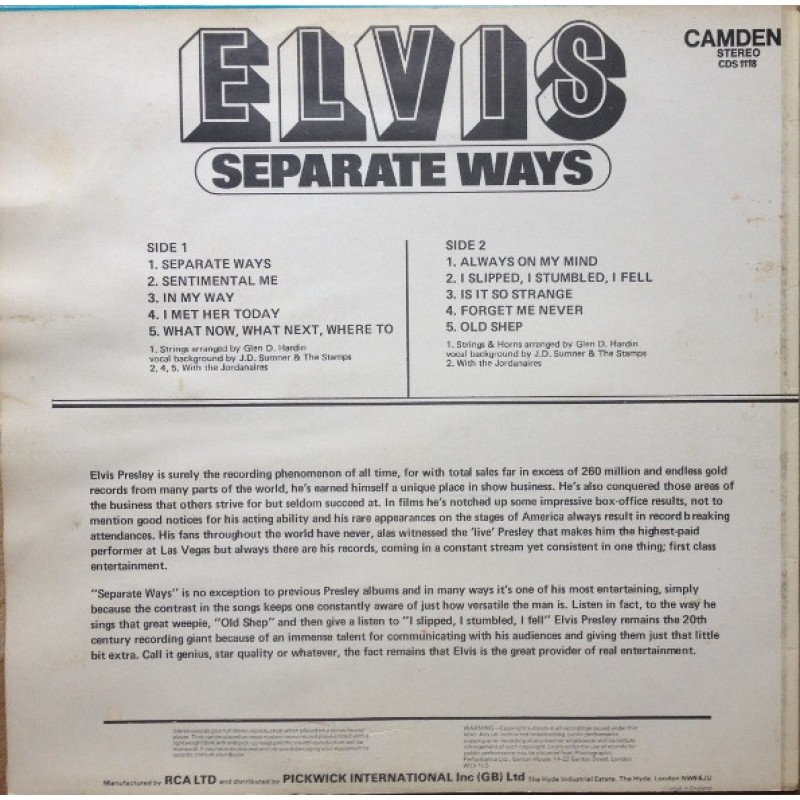 ELVIS
SEPARATE WAYS
CAMDEN
STEREO
CDS 1118
SIDE 1
1. SEPARATE WAYS
2. SENTIMENTAL ME
3. IN MY WAY
4. I MET HER TODAY
5. WHAT NOW, WHAT NEXT, WHERE TO
1. Strings arranged by Glen D. Hardin
vocal background by J.D. Sumner & The Stamps
2, 4, 5. With the Jordanaires
SIDE 2
1. ALWAYS ON MY MIND
2. I SLIPPED, I STUMBLED, I FELL
3. IS IT SO STRANGE
4. FORGET ME NEVER
5. OLD SHEP
1. Strings & Horns arranged by Glen D. Hardin
vocal background by J.D. Sumner & The Stamps
2. With the Jordanaires
Elvis Presley is surely the recording phenomenon of all time, for with total sales far in excess of 260 million and endless gold
records from many parts of the world, he's earned himself a unique place in show business. He's also conquered those areas of
the business that others strive for but seldom succeed at. In films he's notched up some impressive box-office results, not to
mention good notices for his acting ability and his rare appearances on the stages of America always result in record breaking
attendances. His fans throughout the world have never, alas witnessed the 'live' Presley that makes him the highest-paid
performer at Las Vegas but always there are his records, coming in a constant stream yet consistent in one thing; first class
entertainment.
"Separate Ways" is no exception to previous Presley albums and in many ways it's one of his most entertaining, simply
because the contrast in the songs keeps one constantly aware of just how versatile the man is. Listen in fact, to the way he
sings that great weepie, "Old Shep" and then give a listen to "I slipped, I stumbled, I fell" Elvis Presley remains the 20th
century recording giant because of an immense talent for communicating with his audiences and giving them just that little
bit extra. Call it genius, star quality or whatever, the fact remains that Elvis is the great provider of real entertainment.
Manufactured by RCA LTD and distributed by PICKWICK INTERNATIONAL Inc (GB) Ltd The Hyde Industrial Estate, The Hyde, London NW9 6JU